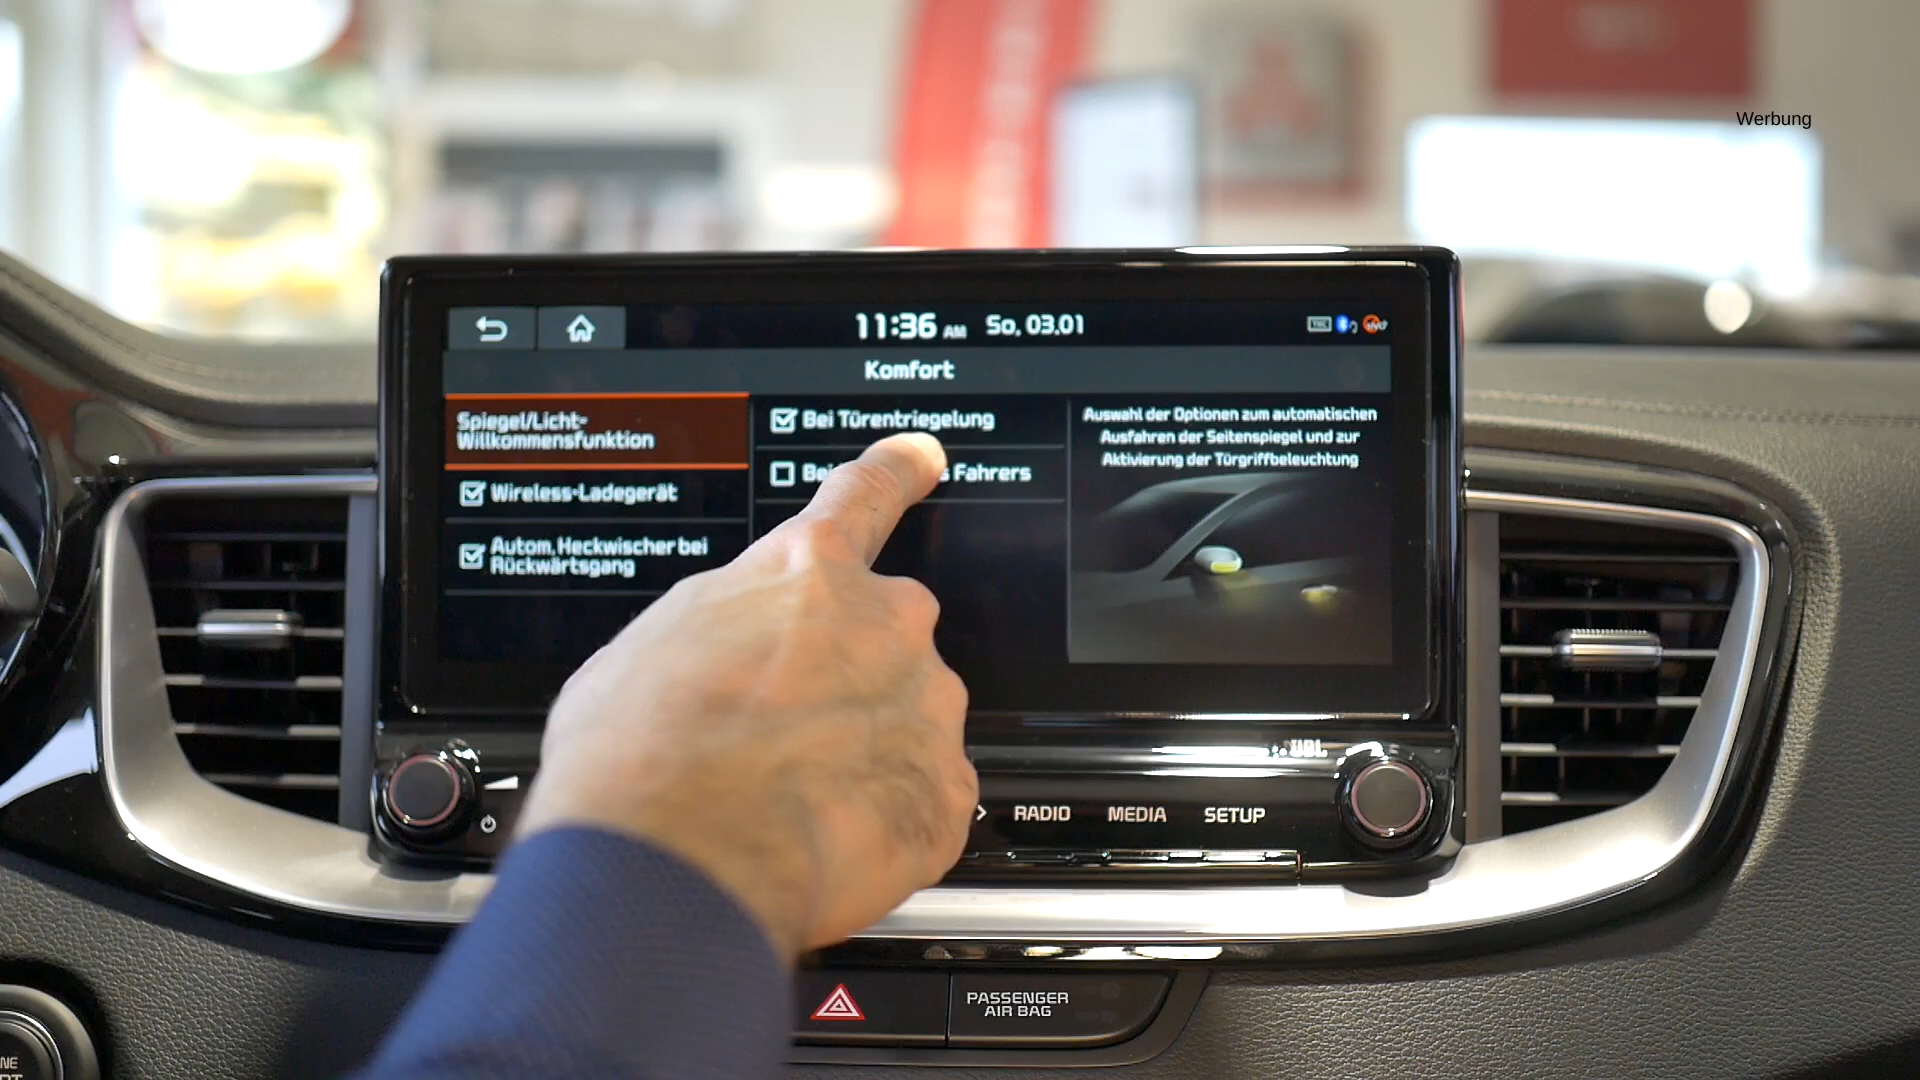 Werbung
11:36 AM So, 03.01
Komfort
Spiegel/Licht-
Willkommensfunktion
Wireless-Ladegerät
Autom.Heckwischer bei
Rückwärtsgang
Bei Türentriegelung
Fahrers
Auswahl der Optionen zum automatischen
Ausfahren der Seitenspiegel und zur
Aktivierung der Türgriffbeleuchtung
JBL
RADIO MEDIA SETUP
PASSENGER
AIR BAG